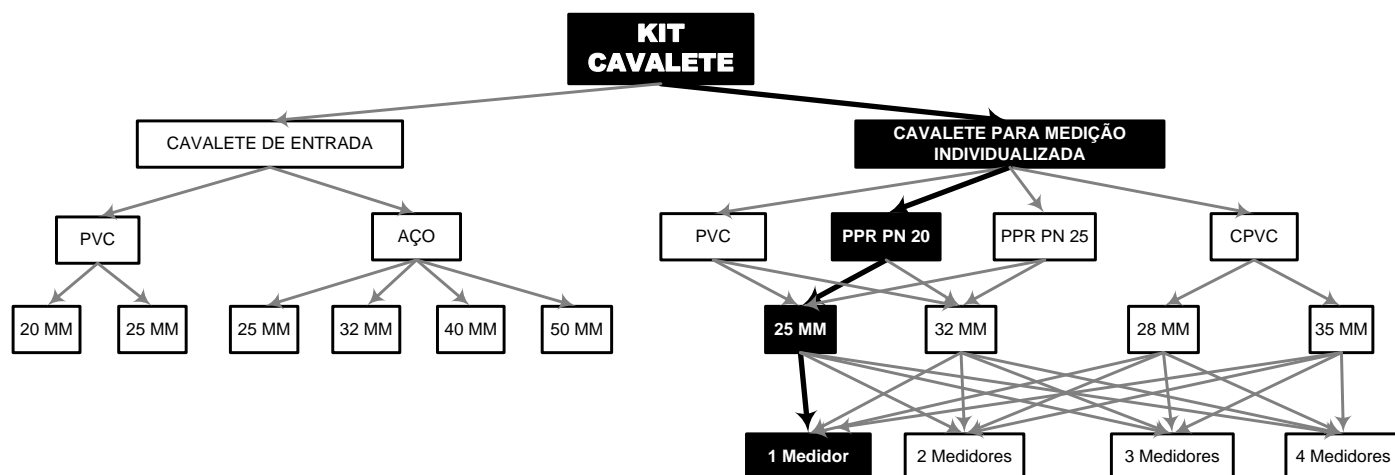 KIT
CAVALETE
CAVALETE DE ENTRADA
CAVALETE PARA MEDIÇÃO
INDIVIDUALIZADA
PVC
AÇO
PVC
PPR PN 20
PPR PN 25
CPVC
20 MM
25 MM
25 MM
32 MM
40 MM
50 MM
25 MM
32 MM
28 MM
35 MM
1 Medidor
2 Medidores
3 Medidores
4 Medidores